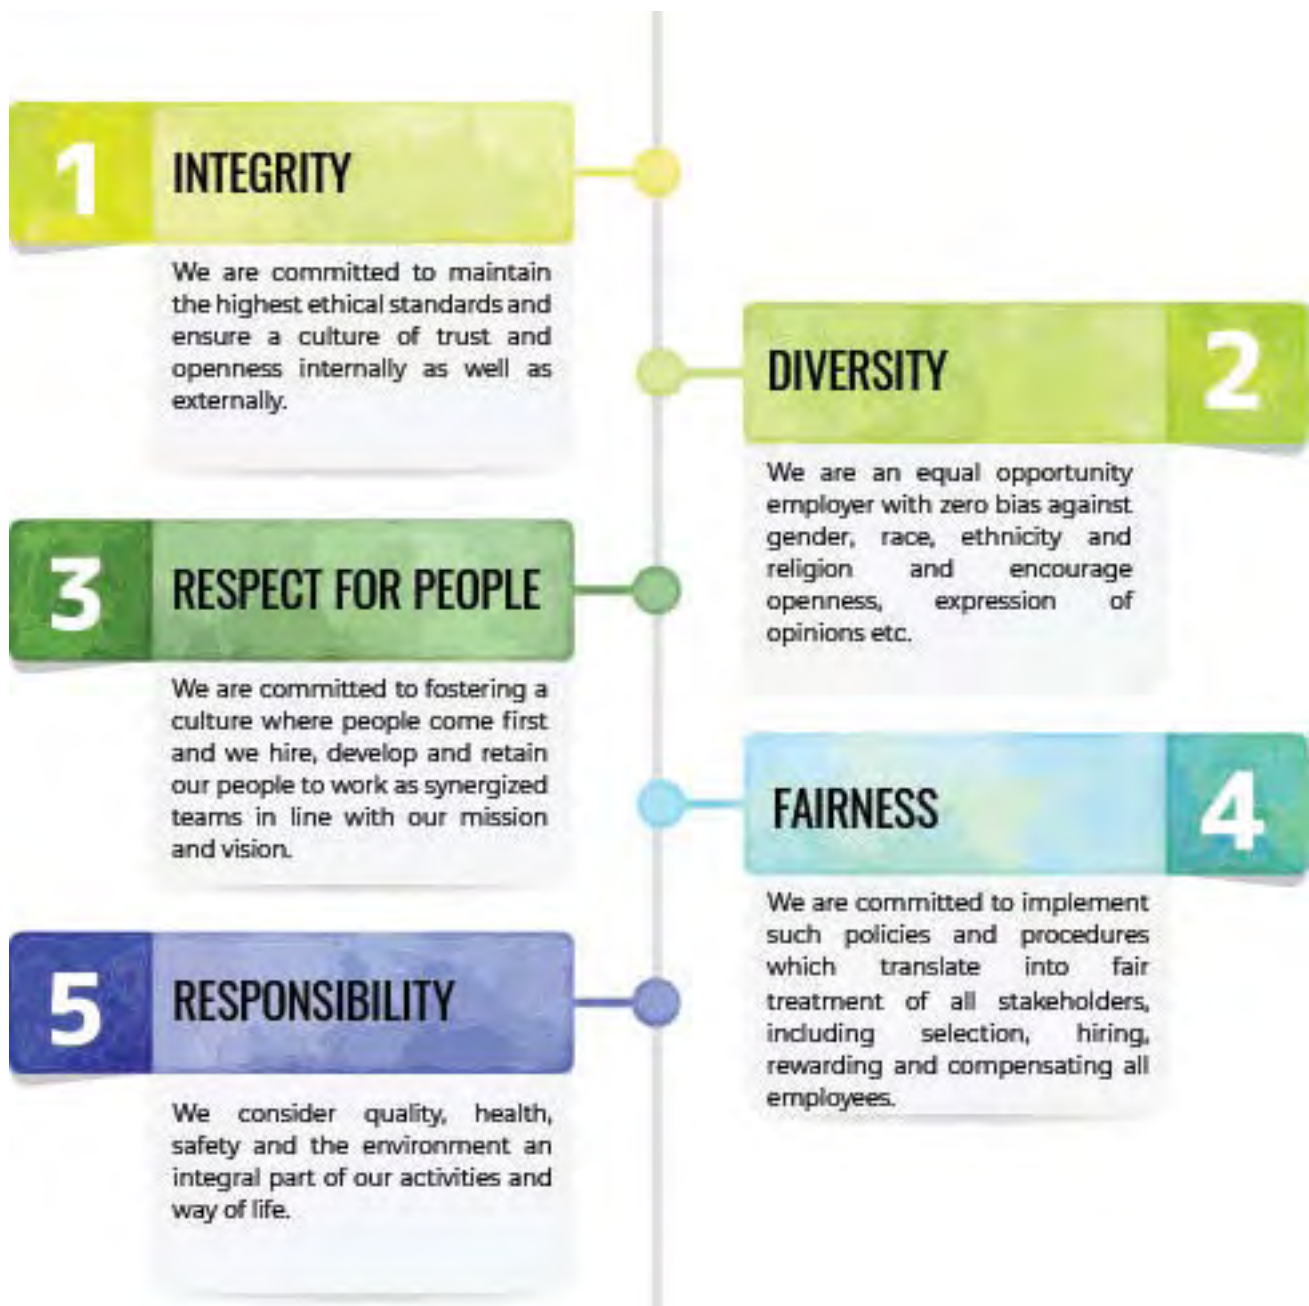 1
INTEGRITY
We are committed to maintain
the highest ethical standards and
ensure a culture of trust and
openness internally as well as
externally.
2
DIVERSITY
We are an equal opportunity
employer with zero bias against
gender, race, ethnicity and
religion and encourage
openness, expression of
opinions etc.
3
RESPECT FOR PEOPLE
We are committed to fostering a
culture where people come first
and we hire, develop and retain
our people to work as synergized
teams in line with our mission
and vision.
4
FAIRNESS
We are committed to implement
such policies and procedures
which translate into fair
treatment of all stakeholders,
including selection, hiring,
rewarding and compensating all
employees.
5
RESPONSIBILITY
We consider quality, health,
safety and the environment an
integral part of our activities and
way of life.